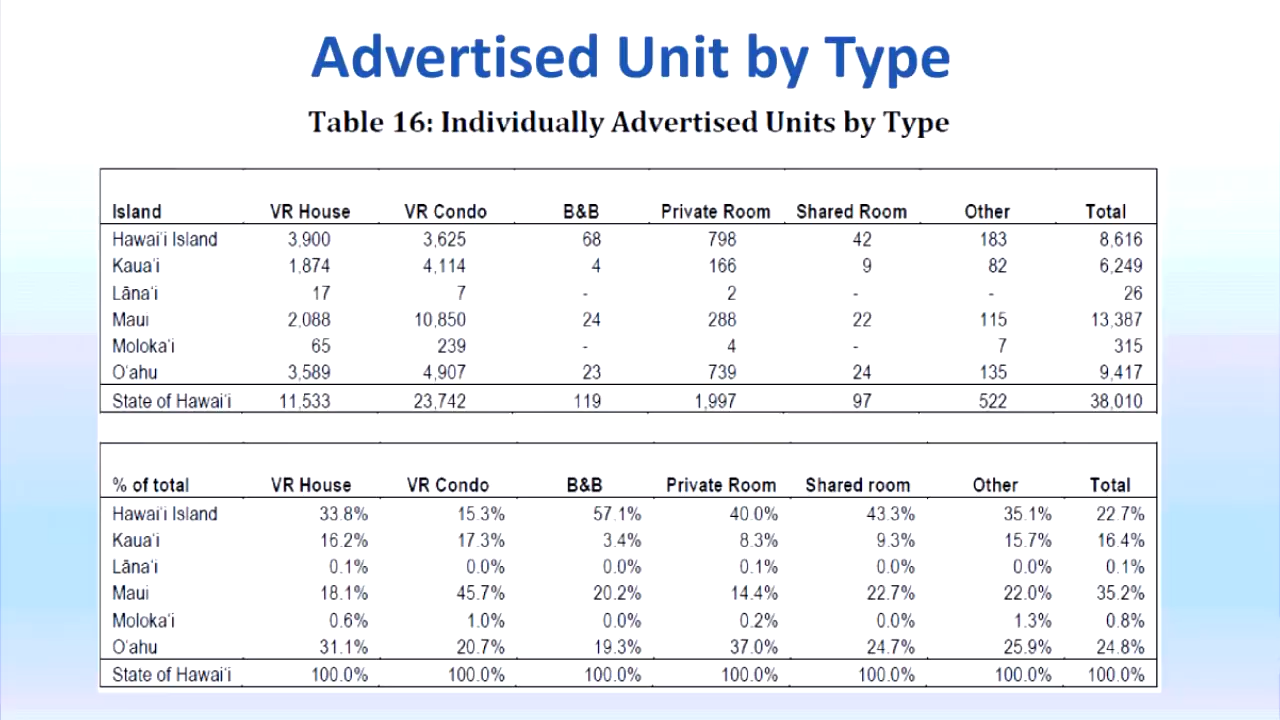 Advertised Unit by Type
Table 16: Individually Advertised Units by Type
Island VR House VR Condo B&B Private Room Shared Room Other Total
Hawai‘i Island 3,900 3,625 68 798 42 183 8,616
Kaua‘i 1,874 4,114 4 166 9 82 6,249
Lāna‘i 17 7 - 2 - - 26
Maui 2,088 10,850 24 288 22 115 13,387
Moloka‘i 65 239 - 4 - 7 315
O‘ahu 3,589 4,907 23 739 24 135 9,417
State of Hawai‘i 11,533 23,742 119 1,997 97 522 38,010
% of total VR House VR Condo B&B Private Room Shared room Other Total
Hawai‘i Island 33.8% 15.3% 57.1% 40.0% 43.3% 35.1% 22.7%
Kaua‘i 16.2% 17.3% 3.4% 8.3% 9.3% 15.7% 16.4%
Lāna‘i 0.1% 0.0% 0.0% 0.1% 0.0% 0.0% 0.1%
Maui 18.1% 45.7% 20.2% 14.4% 22.7% 22.0% 35.2%
Moloka‘i 0.6% 1.0% 0.0% 0.2% 0.0% 1.3% 0.8%
O‘ahu 31.1% 20.7% 19.3% 37.0% 24.7% 25.9% 24.8%
State of Hawai‘i 100.0% 100.0% 100.0% 100.0% 100.0% 100.0% 100.0%